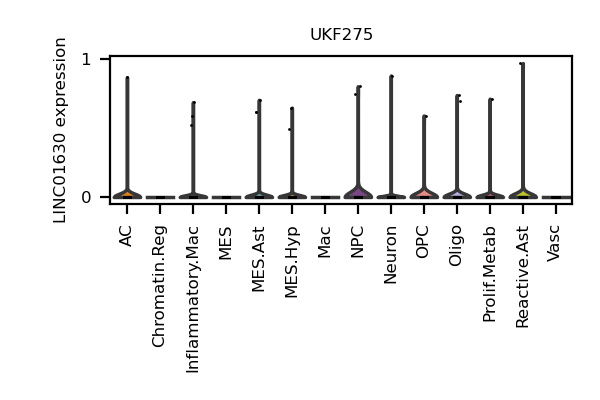 UKF275
LINC01630 expression
1
0
AC
Chromatin.Reg
Inflammatory.Mac
MES
MES.Ast
MES.Hyp
Mac
NPC
Neuron
OPC
Oligo
Prolif.Metab
Reactive.Ast
Vasc